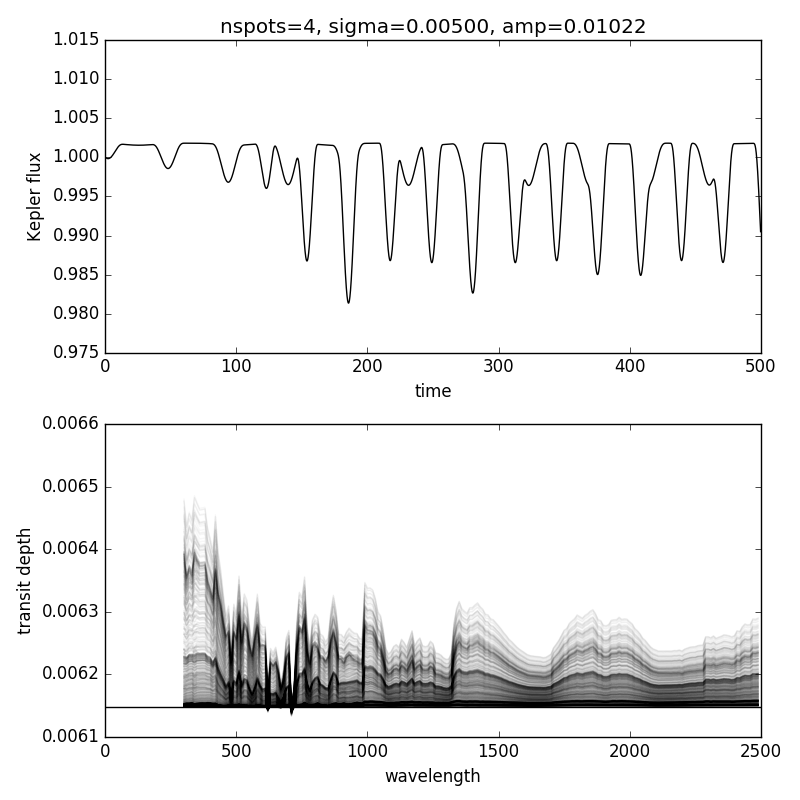 nspots=4, sigma=0.00500, amp=0.01022
1.015
1.010
1.005
1.000
0.995
0.990
0.985
0.980
0.975
Kepler flux
0 100 200 300 400 500
time
0.0066
0.0065
0.0064
0.0063
0.0062
0.0061
transit depth
0 500 1000 1500 2000 2500
wavelength